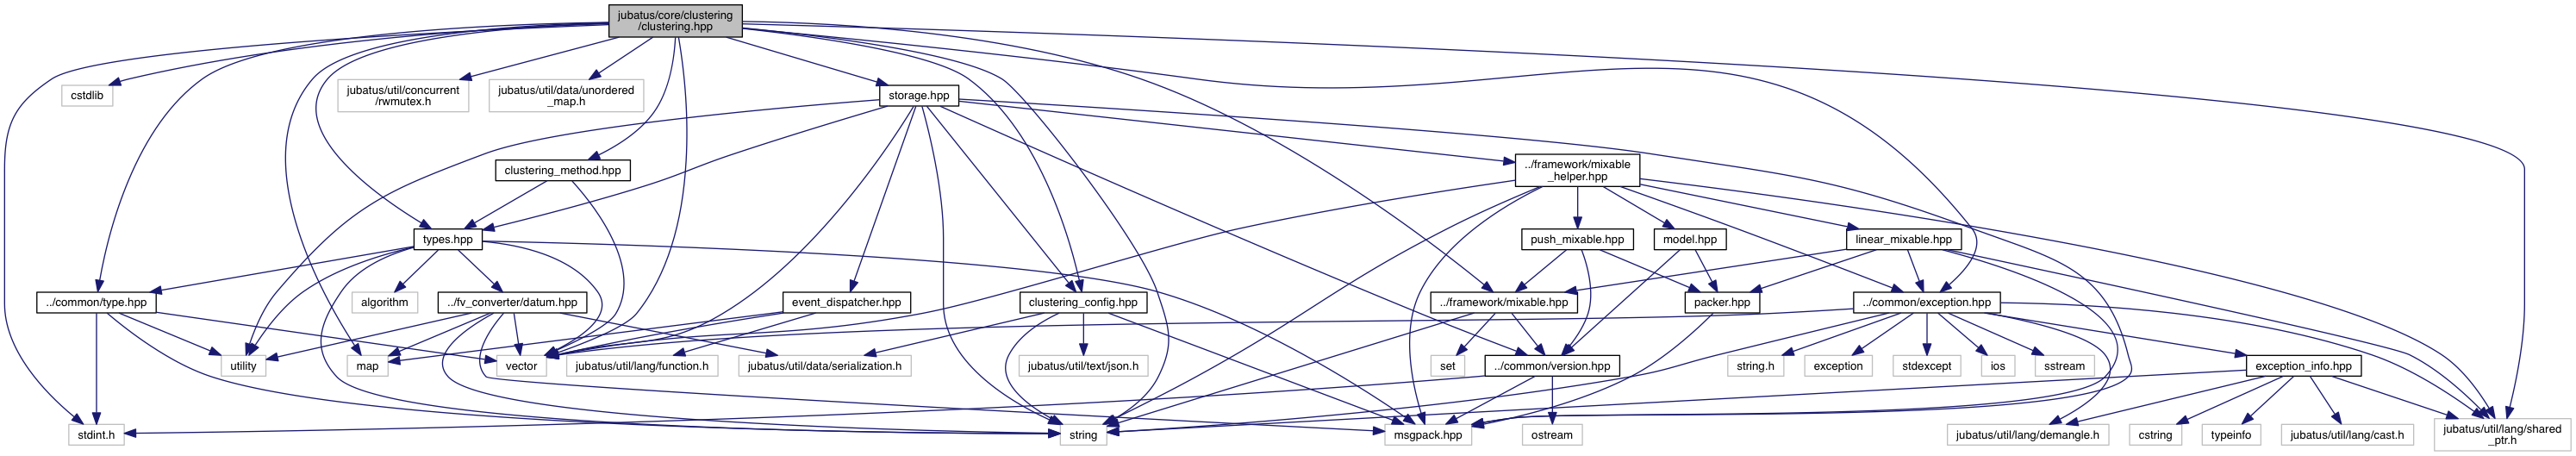 jubatus/core/clustering
/clustering.hpp
cstdlib
jubatus/util/concurrent
/rwmutex.h
jubatus/util/data/unordered
_map.h
storage.hpp
clustering_method.hpp
../framework/mixable
_helper.hpp
types.hpp
push_mixable.hpp
model.hpp
linear_mixable.hpp
../common/type.hpp
algorithm
../fv_converter/datum.hpp
event_dispatcher.hpp
clustering_config.hpp
../framework/mixable.hpp
packer.hpp
../common/exception.hpp
utility
map
vector
jubatus/util/lang/function.h
jubatus/util/data/serialization.h
jubatus/util/text/json.h
set
../common/version.hpp
string.h
exception
stdexcept
ios
sstream
exception_info.hpp
stdint.h
string
msgpack.hpp
ostream
jubatus/util/lang/demangle.h
cstring
typeinfo
jubatus/util/lang/cast.h
jubatus/util/lang/shared
_ptr.h